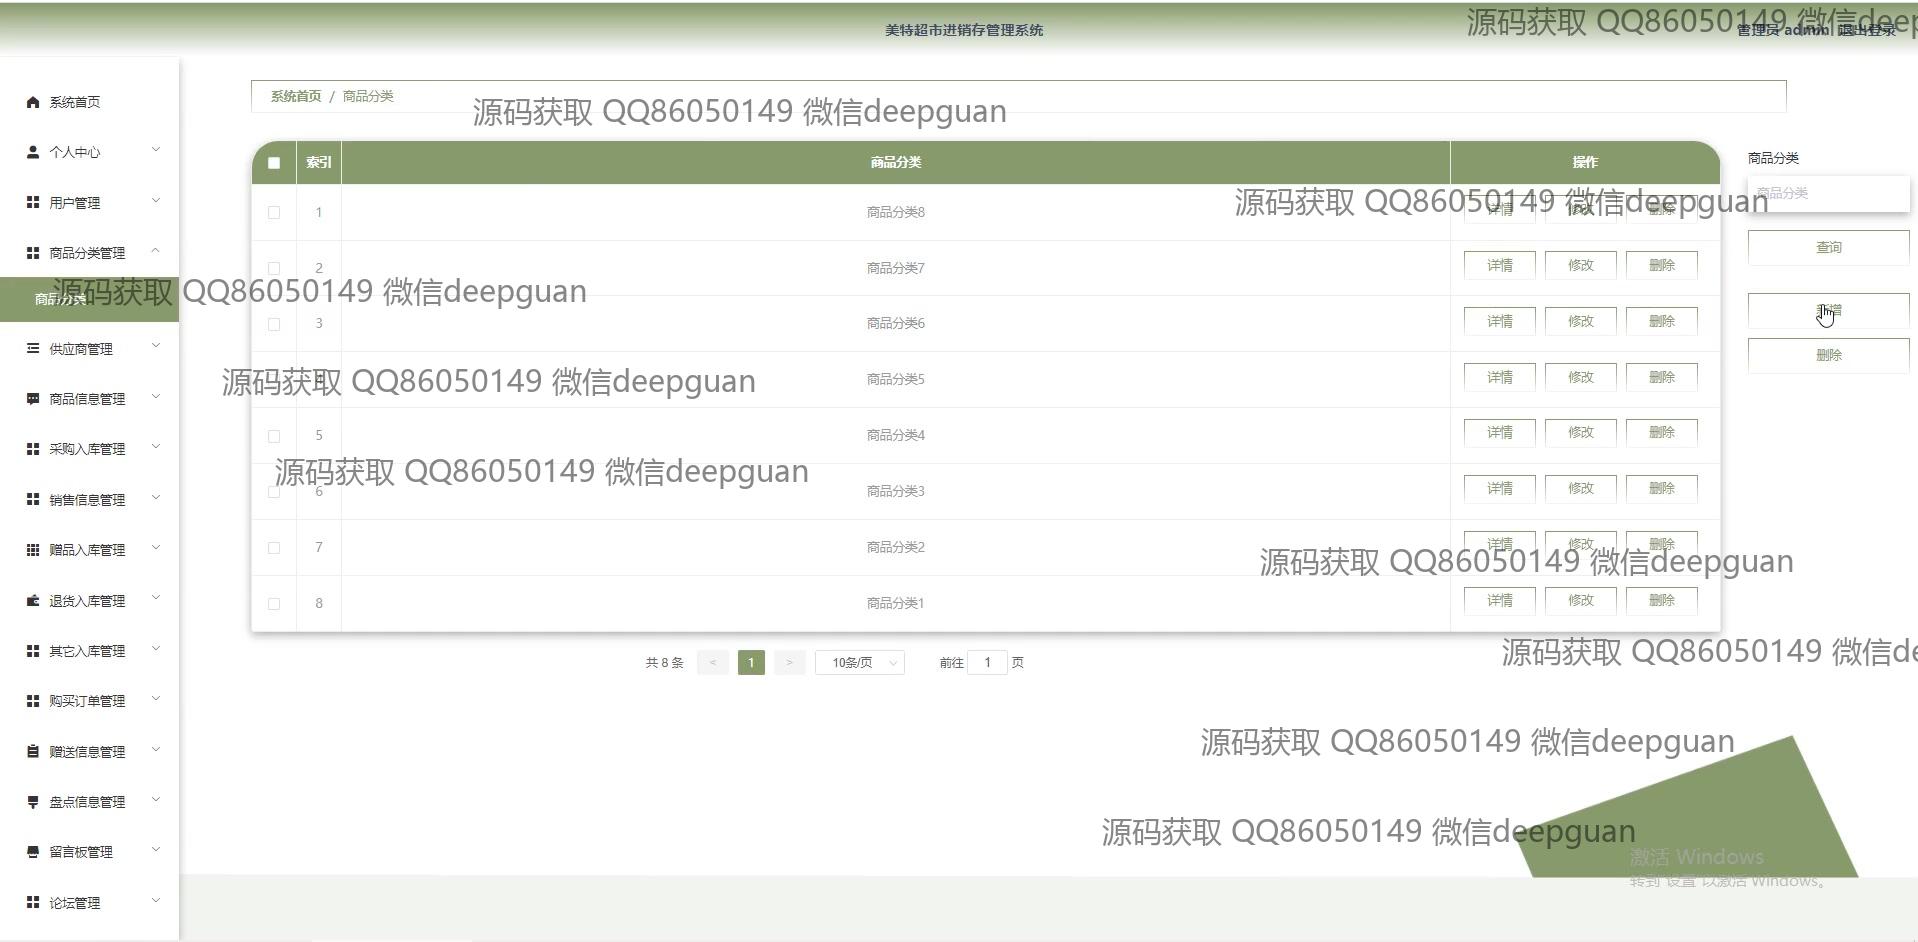 美特超市进销存管理系统
源码获取 QQ86050149 微信deep
管理员 admin 退出登录
系统首页
个人中心
用户管理
商品分类管理
商品分类
供应商管理
商品信息管理
采购入库管理
销售信息管理
赠品入库管理
退货入库管理
其它入库管理
购买订单管理
赠送信息管理
盘点信息管理
留言板管理
论坛管理
系统首页 / 商品分类
源码获取 QQ86050149 微信deepguan
索引 商品分类 操作
1 商品分类8 详情 修改 删除
源码获取 QQ86050149 微信deepguan
2 商品分类7 详情 修改 删除
源码获取 QQ86050149 微信deepguan
3 商品分类6 详情 修改 删除
4 商品分类5 详情 修改 删除
源码获取 QQ86050149 微信deepguan
5 商品分类4 详情 修改 删除
源码获取 QQ86050149 微信deepguan
6 商品分类3 详情 修改 删除
7 商品分类2 详情 修改 删除
源码获取 QQ86050149 微信deepguan
8 商品分类1 详情 修改 删除
共 8 条 < 1 > 10条/页 前往 1 页
商品分类
商品分类
查询
新增
删除
源码获取 QQ86050149 微信de
源码获取 QQ86050149 微信deepguan
源码获取 QQ86050149 微信deepguan
激活 Windows
转到"设置"以激活 Windows。